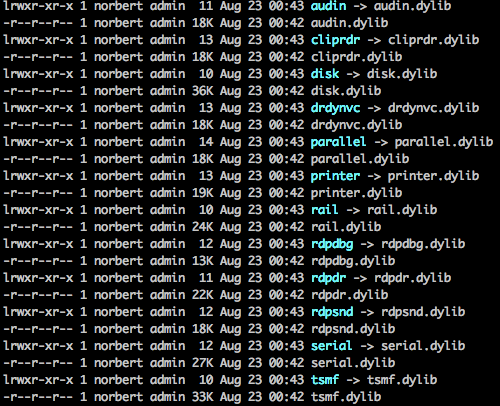 lrwxr-xr-x 1 norbert admin 11 Aug 23 00:43 audin -> audin.dylib
-r--r--r-- 1 norbert admin 18K Aug 23 00:42 audin.dylib
lrwxr-xr-x 1 norbert admin 13 Aug 23 00:43 cliprdr -> cliprdr.dylib
-r--r--r-- 1 norbert admin 18K Aug 23 00:42 cliprdr.dylib
lrwxr-xr-x 1 norbert admin 10 Aug 23 00:43 disk -> disk.dylib
-r--r--r-- 1 norbert admin 36K Aug 23 00:42 disk.dylib
lrwxr-xr-x 1 norbert admin 13 Aug 23 00:43 drdynvc -> drdynvc.dylib
-r--r--r-- 1 norbert admin 18K Aug 23 00:42 drdynvc.dylib
lrwxr-xr-x 1 norbert admin 14 Aug 23 00:43 parallel -> parallel.dylib
-r--r--r-- 1 norbert admin 18K Aug 23 00:42 parallel.dylib
lrwxr-xr-x 1 norbert admin 13 Aug 23 00:43 printer -> printer.dylib
-r--r--r-- 1 norbert admin 19K Aug 23 00:42 printer.dylib
lrwxr-xr-x 1 norbert admin 10 Aug 23 00:43 rail -> rail.dylib
-r--r--r-- 1 norbert admin 24K Aug 23 00:42 rail.dylib
lrwxr-xr-x 1 norbert admin 12 Aug 23 00:43 rdpdbg -> rdpdbg.dylib
-r--r--r-- 1 norbert admin 13K Aug 23 00:42 rdpdbg.dylib
lrwxr-xr-x 1 norbert admin 11 Aug 23 00:43 rdpdr -> rdpdr.dylib
-r--r--r-- 1 norbert admin 22K Aug 23 00:42 rdpdr.dylib
lrwxr-xr-x 1 norbert admin 12 Aug 23 00:43 rdpsnd -> rdpsnd.dylib
-r--r--r-- 1 norbert admin 18K Aug 23 00:42 rdpsnd.dylib
lrwxr-xr-x 1 norbert admin 12 Aug 23 00:43 serial -> serial.dylib
-r--r--r-- 1 norbert admin 27K Aug 23 00:42 serial.dylib
lrwxr-xr-x 1 norbert admin 10 Aug 23 00:43 tsmf -> tsmf.dylib
-r--r--r-- 1 norbert admin 33K Aug 23 00:42 tsmf.dylib